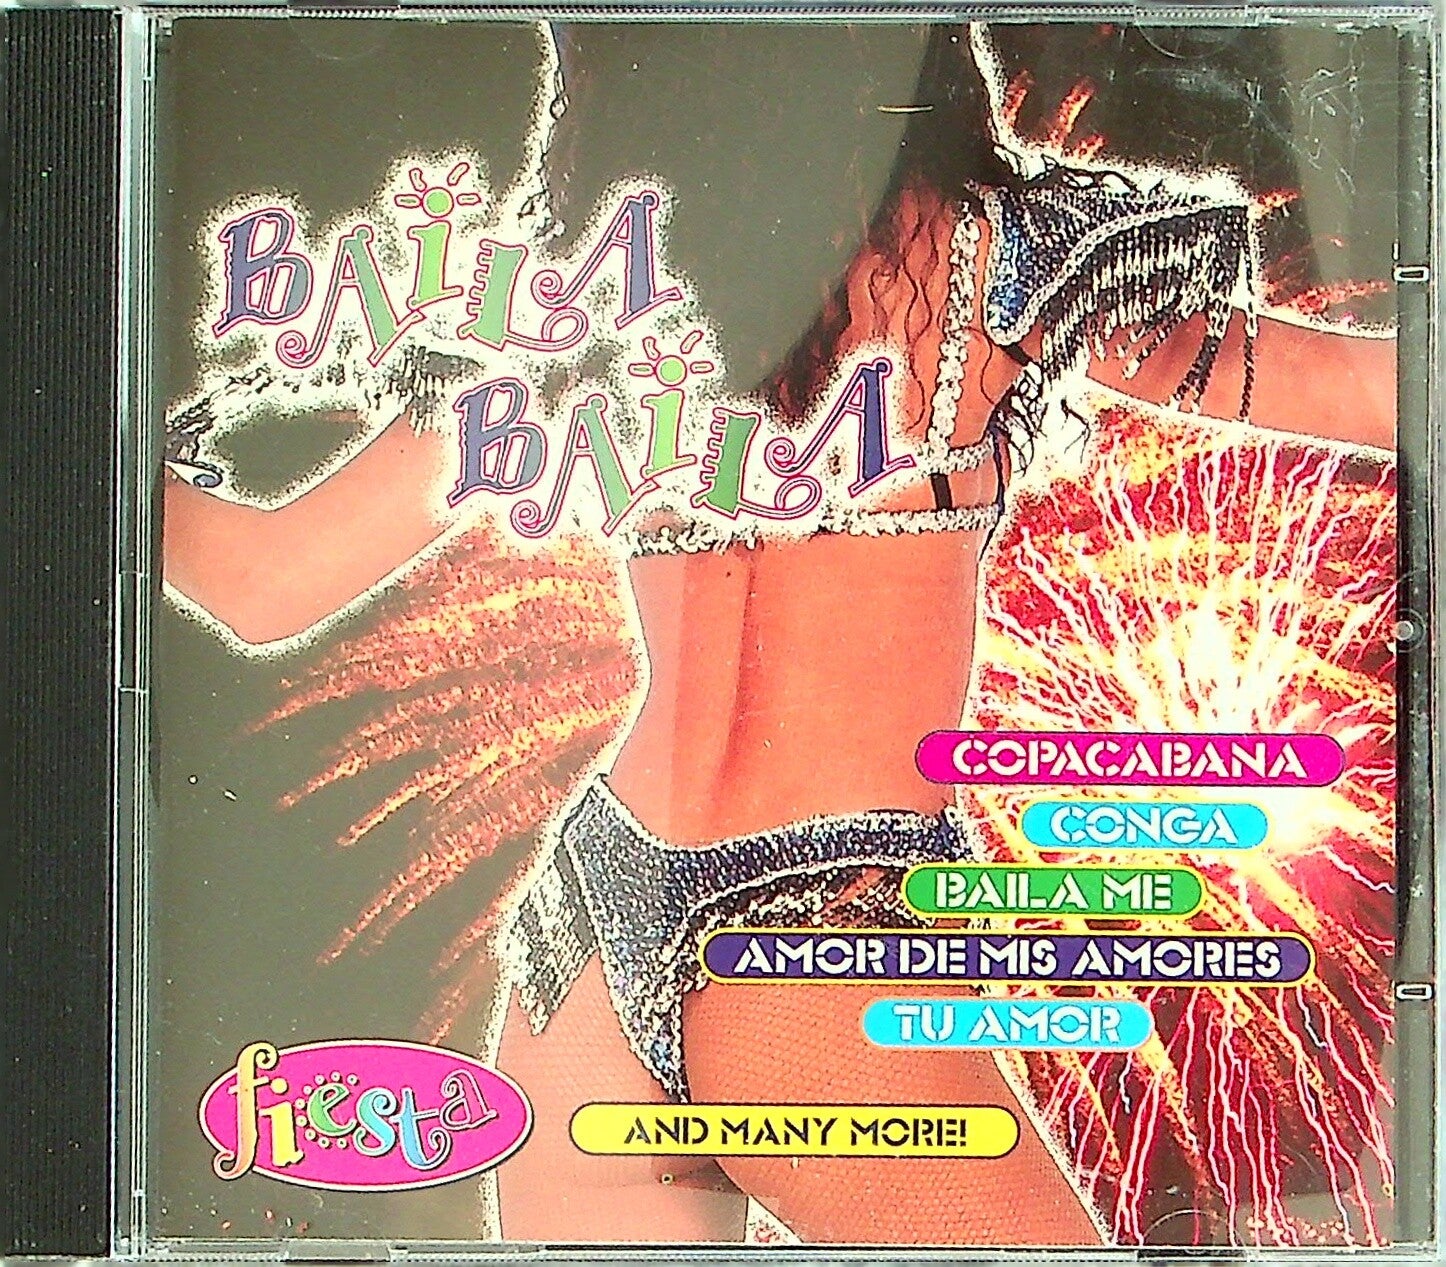 BAILA
BAILA
COPACABANA
CONGA
BAILA ME
AMOR DE MIS AMORES
TU AMOR
fiesta
AND MANY MORE!